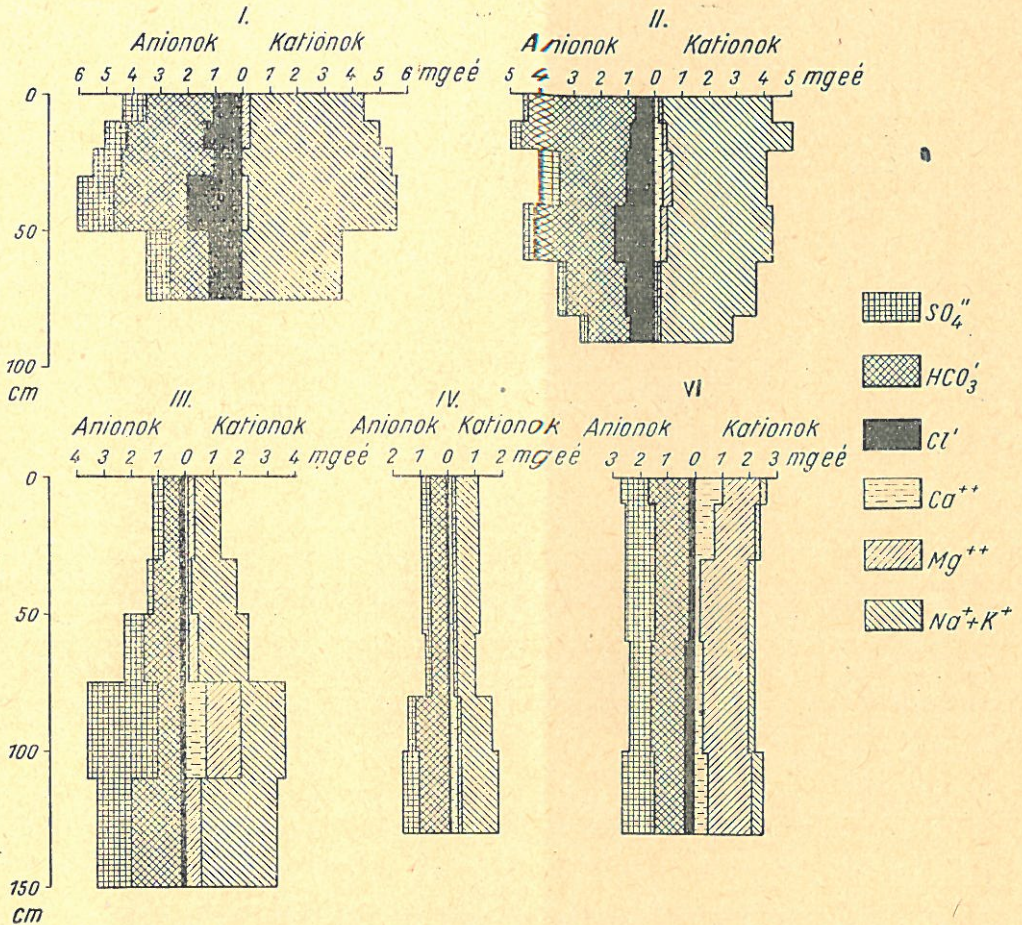 I.
Anionok Kationok
6 5 4 3 2 1 0 1 2 3 4 5 6 mgeé
0
50
100
cm
II.
Anionok Kationok
5 4 3 2 1 0 1 2 3 4 5 mgeé
III.
Anionok Kationok
4 3 2 1 0 1 2 3 4 mgeé
0
50
100
150
cm
IV.
Anionok Kationok
2 1 0 1 2 mgeé
VI
Anionok Kationok
3 2 1 0 1 2 3 mgeé
SO₄''
HCO₃'
Cl'
Ca⁺⁺
Mg⁺⁺
Na⁺+K⁺